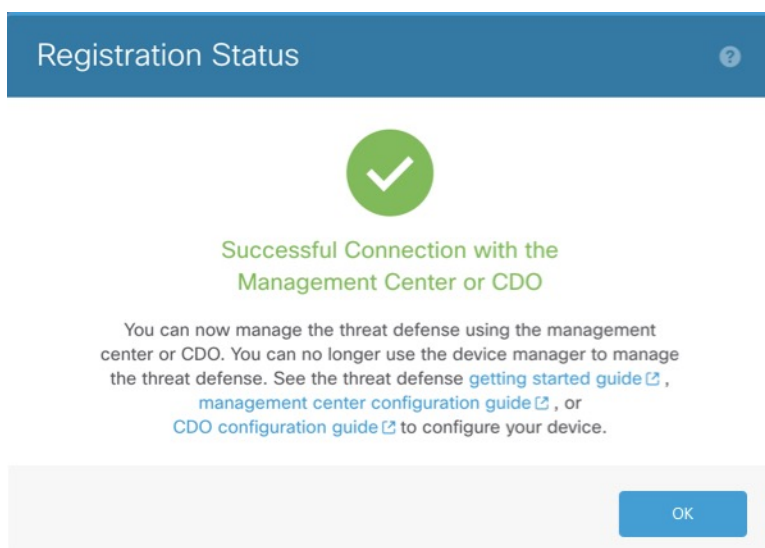 Registration Status
?
Successful Connection with the
Management Center or CDO
You can now manage the threat defense using the management
center or CDO. You can no longer use the device manager to manage
the threat defense. See the threat defense getting started guide ,
management center configuration guide , or
CDO configuration guide to configure your device.
OK